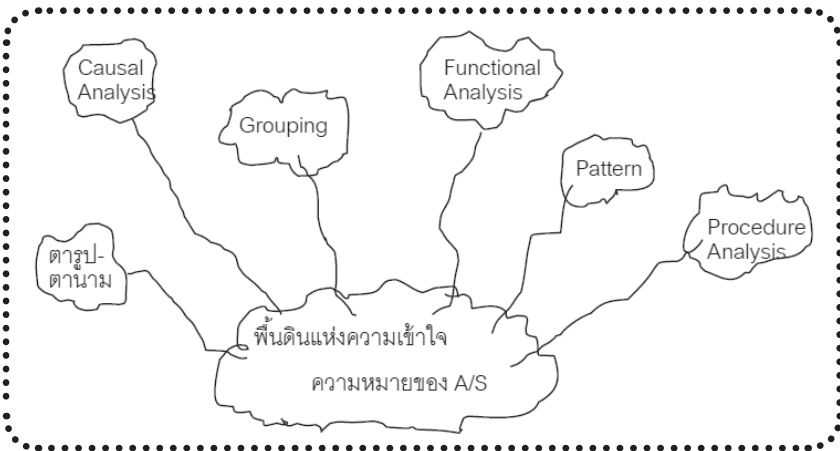 Causal
Analysis
Grouping
Functional
Analysis
Pattern
Procedure
Analysis
ตารูป-
ตานาม
พื้นดินแห่งความเข้าใจ
ความหมายของ A/S